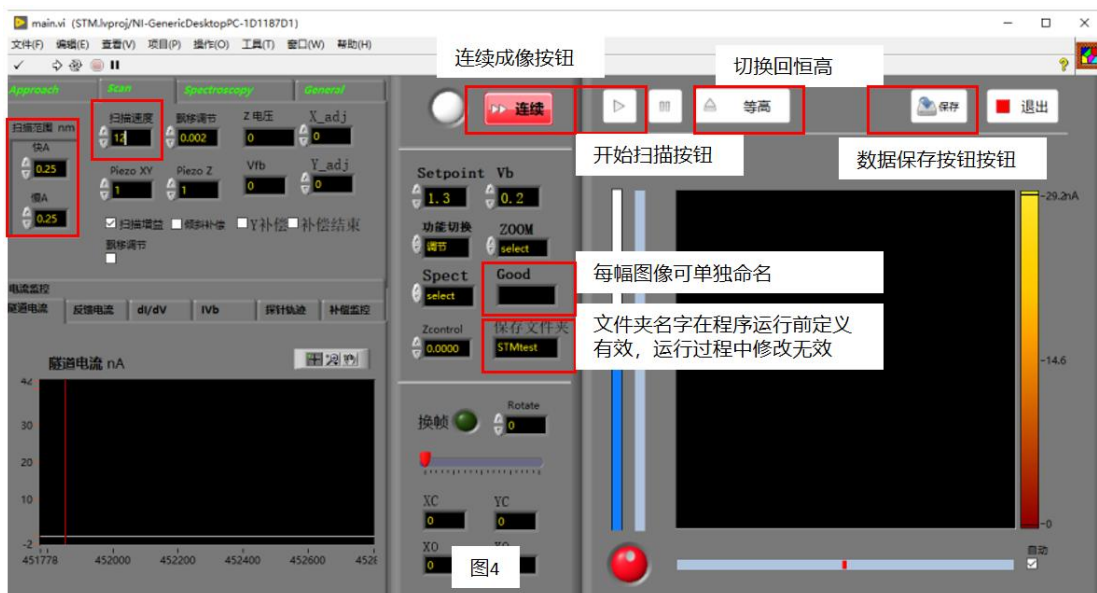 main.vi (STM.lvproj/NI-GenericDesktopPC-1D1187D1)
文件(F) 编辑(E) 查看(V) 项目(P) 操作(O) 工具(T) 窗口(W) 帮助(H)
连续成像按钮
切换回恒高
Approach Scan Spectroscopy General
连续
等高
保存
退出
扫描范围 nm
快A
0.25
慢A
0.25
扫描速度
12
飘移调节
0.002
Z 电压
0
X_adj
0
Piezo XY
1
Piezo Z
1
Vfb
0
Y_adj
0
扫描增益 倾斜补偿 Y补偿 补偿结束
飘移调节
开始扫描按钮
数据保存按钮按钮
Setpoint Vb
1.3 0.2
功能切换 ZOOM
调节 select
Spect Good
select
每幅图像可单独命名
Zcontrol 保存文件夹
0.0000 STMtest
文件夹名字在程序运行前定义
有效，运行过程中修改无效
电流监控
隧道电流 反馈电流 dI/dV IVb 探针轨迹 补偿监控
隧道电流 nA
42
30
20
10
-2
451778 452000 452200 452400 452600
换帧
Rotate
0
XC YC
0 0
XO
0
图4
-29.2nA
-14.6
-0
自动